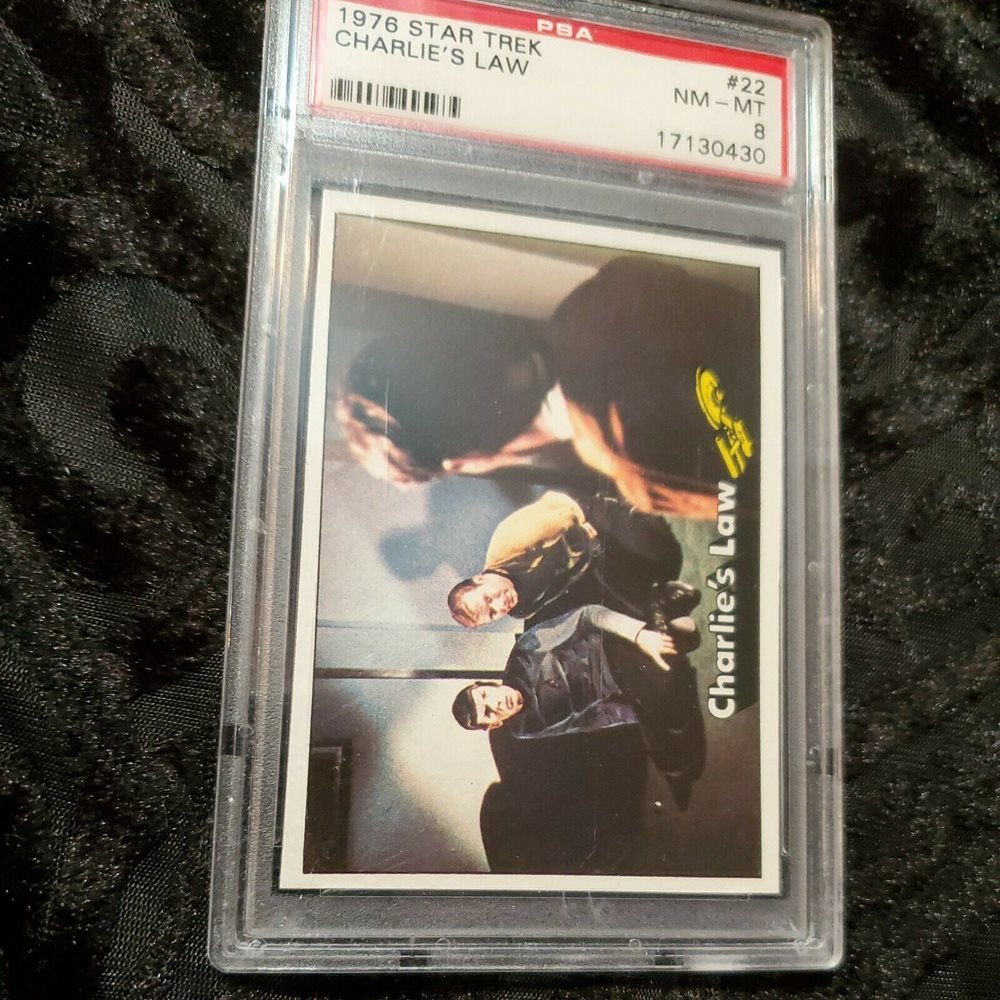 PSA
1976 STAR TREK
CHARLIE'S LAW
#22
NM – MT
8
17130430
Charlie's Law